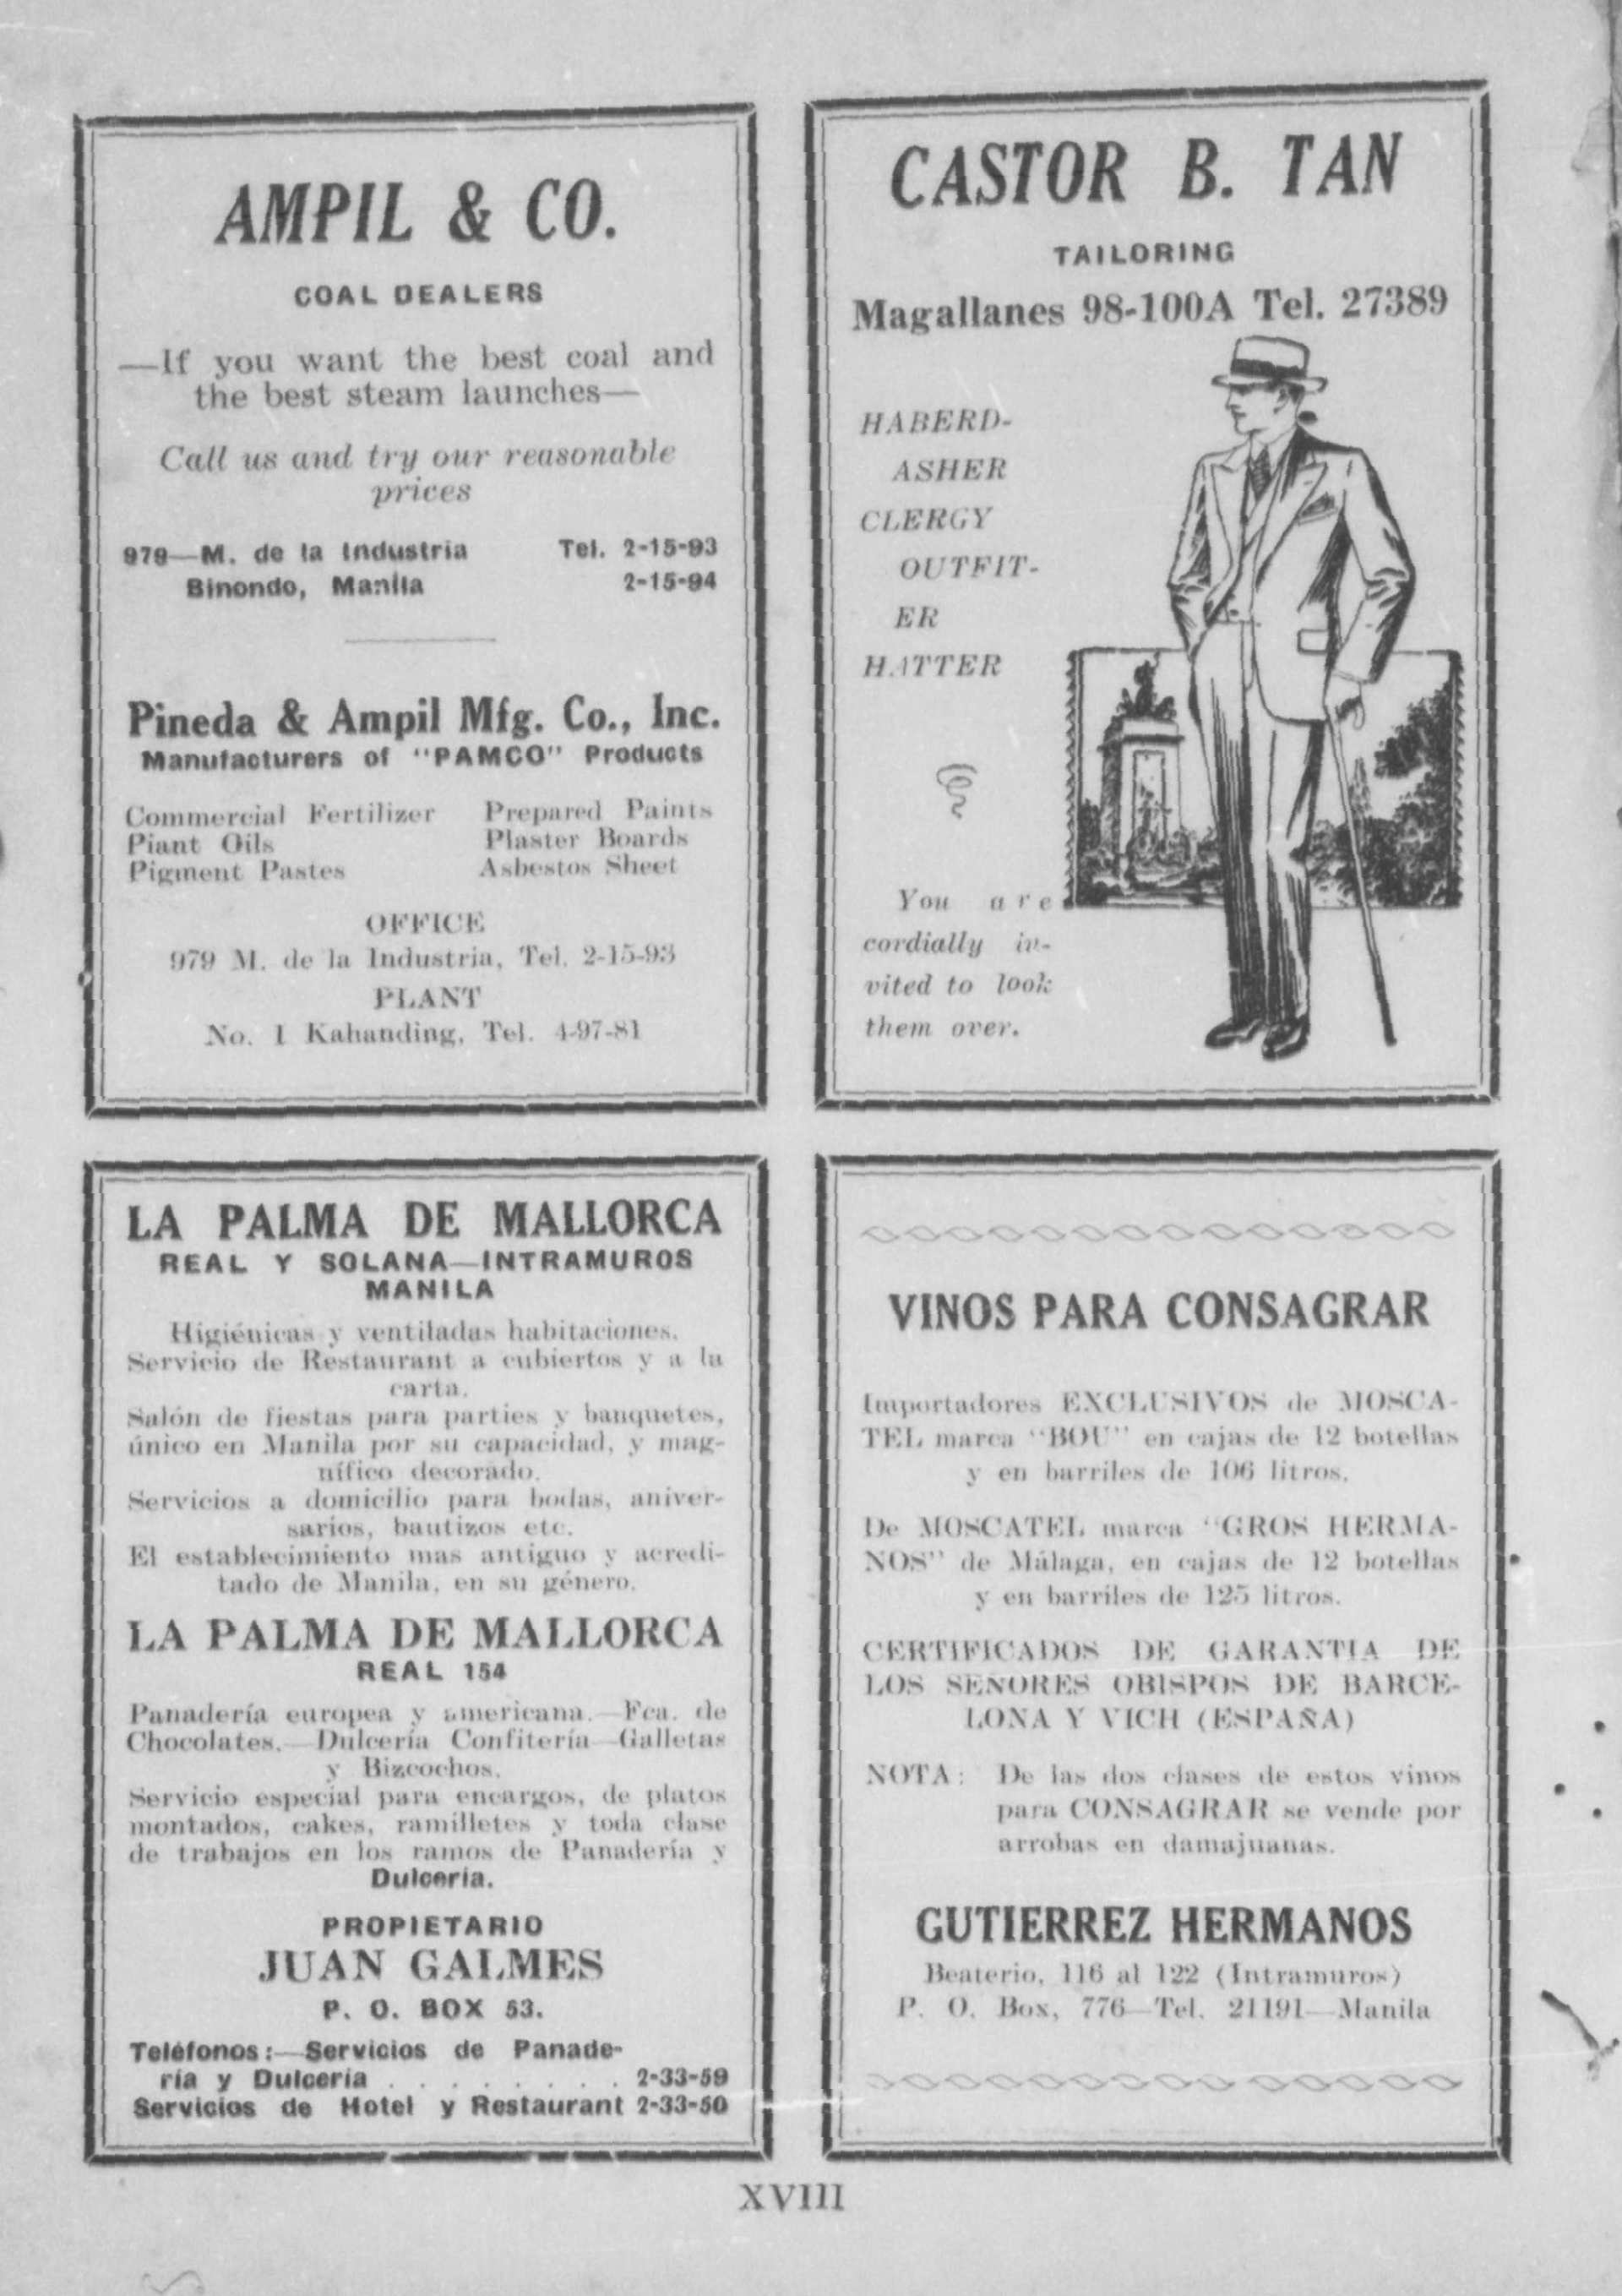 AMPIL & CO.
COAL DEALERS
—If you want the best coal and
the best steam launches—
Call us and try our reasonable
prices
979—M. de la Industria Tel. 2-15-93
Binondo, Manila 2-15-94
Pineda & Ampil Mfg. Co., Inc.
Manufacturers of "PAMCO" Products
Commercial Fertilizer Prepared Paints
Piant Oils Plaster Boards
Pigment Pastes Asbestos Sheet
OFFICE
979 M. de la Industria, Tel. 2-15-93
PLANT
No. 1 Kahanding, Tel. 4-97-81
CASTOR B. TAN
TAILORING
Magallanes 98-100A Tel. 27389
HABERD-
ASHER
CLERGY
OUTFIT-
ER
HATTER
You are
cordially in-
vited to look
them over.
LA PALMA DE MALLORCA
REAL Y SOLANA—INTRAMUROS
MANILA
Higiénicas y ventiladas habitaciones.
Servicio de Restaurant a cubiertos y a la
carta.
Salón de fiestas para parties y banquetes,
único en Manila por su capacidad, y mag-
nífico decorado.
Servicios a domicilio para bodas, aniver-
sarios, bautizos etc.
El establecimiento mas antiguo y acredi-
tado de Manila, en su género.
LA PALMA DE MALLORCA
REAL 154
Panadería europea y americana.—Fca. de
Chocolates.—Dulcería Confitería—Galletas
y Bizcochos.
Servicio especial para encargos, de platos
montados, cakes, ramilletes y toda clase
de trabajos en los ramos de Panadería y
Dulcería.
PROPIETARIO
JUAN GALMES
P. O. BOX 53.
Teléfonos:—Servicios de Panade-
ría y Dulcería . . . . . . . . . 2-33-59
Servicios de Hotel y Restaurant 2-33-50
VINOS PARA CONSAGRAR
Importadores EXCLUSIVOS de MOSCA-
TEL marca "BOU" en cajas de 12 botellas
y en barriles de 106 litros.
De MOSCATEL marca "GROS HERMA-
NOS" de Málaga, en cajas de 12 botellas
y en barriles de 125 litros.
CERTIFICADOS DE GARANTIA DE
LOS SEÑORES OBISPOS DE BARCE-
LONA Y VICH (ESPAÑA)
NOTA: De las dos clases de estos vinos
para CONSAGRAR se vende por
arrobas en damajuanas.
GUTIERREZ HERMANOS
Beaterio, 116 al 122 (Intramuros)
P. O. Box, 776—Tel. 21191—Manila
XVIII